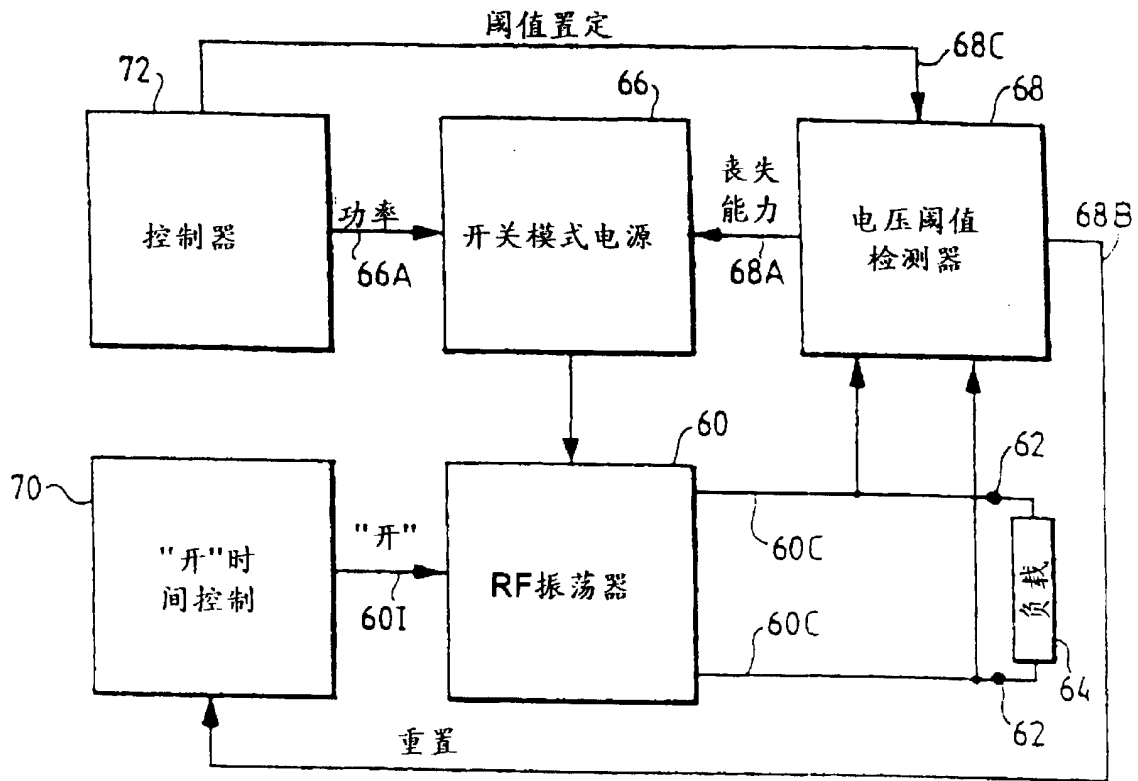 阈值置定
68C
72
66
68
控制器
功率
66A
开关模式电源
丧失
能力
68A
电压阈值
检测器
68B
60
62
70
"开"时
间控制
"开"
60I
RF振荡器
60C
60C
负载
64
62
重置